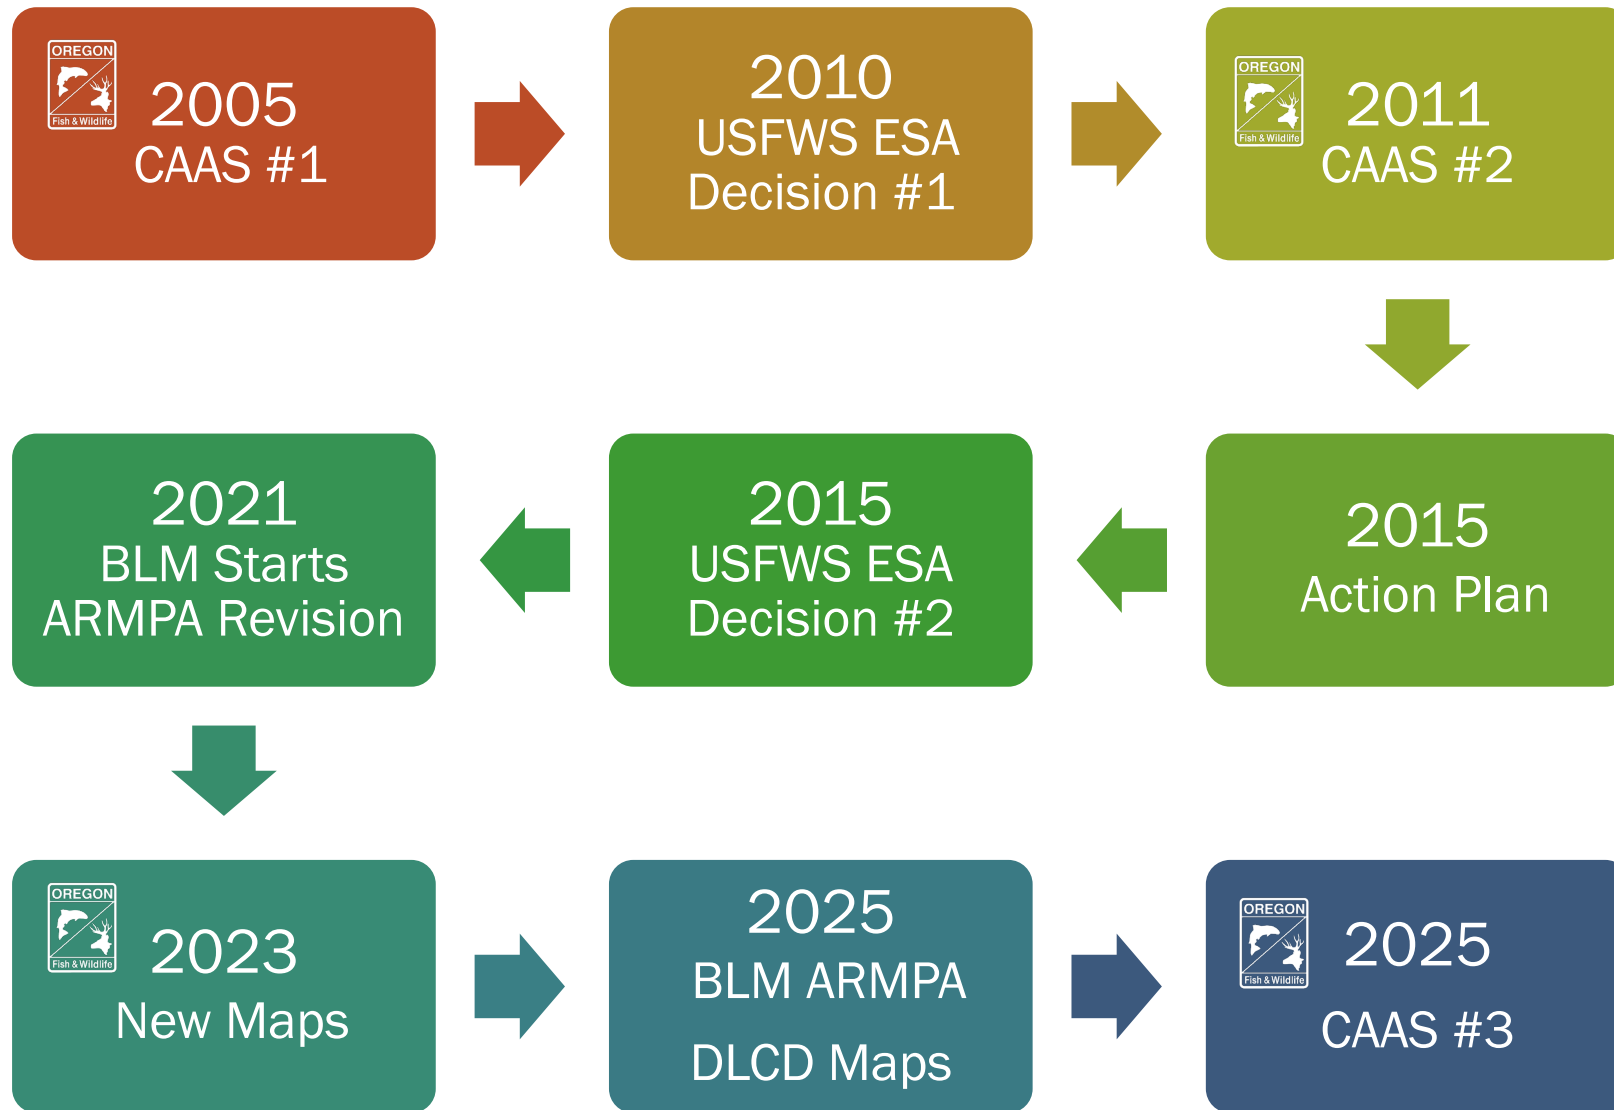 OREGON
Fish & Wildlife
2005
CAAS #1
2010
USFWS ESA
Decision #1
OREGON
Fish & Wildlife
2011
CAAS #2
2015
Action Plan
2015
USFWS ESA
Decision #2
2021
BLM Starts
ARMPA Revision
OREGON
Fish & Wildlife
2023
New Maps
2025
BLM ARMPA
DLCD Maps
OREGON
Fish & Wildlife
2025
CAAS #3